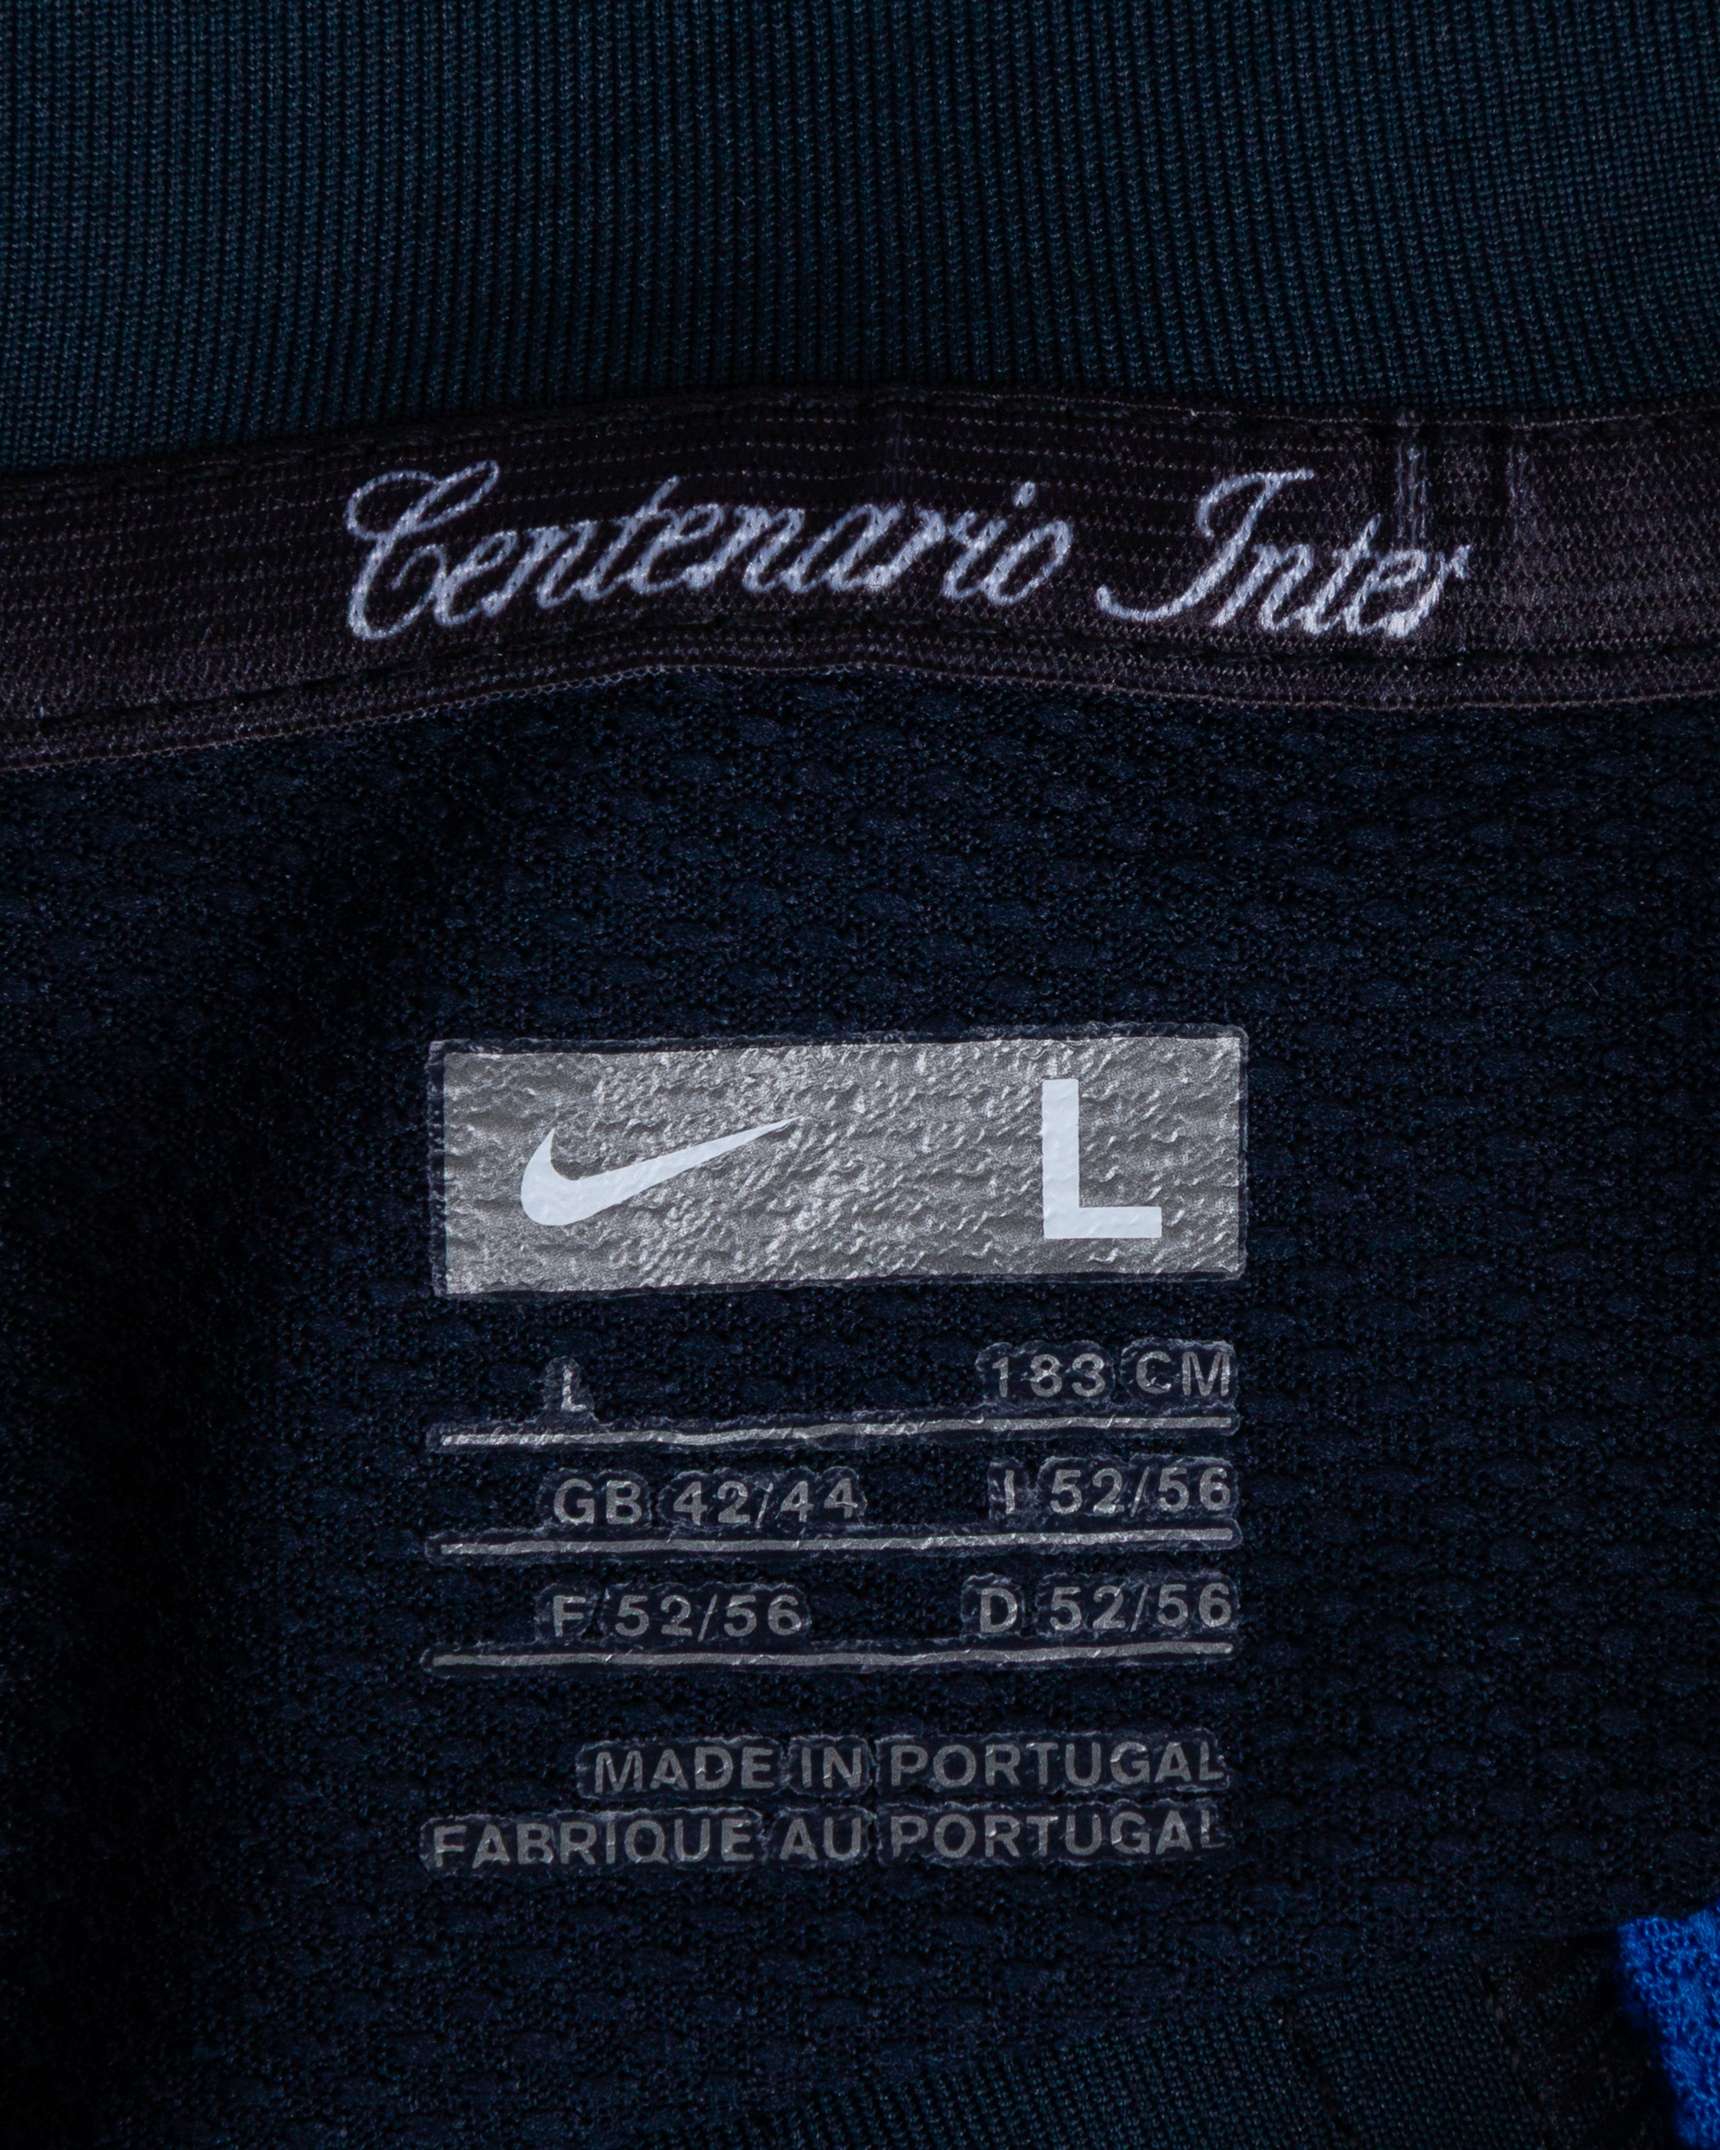 Centenario Inter
L
L 183 CM
GB 42/44 I 52/56
F 52/56 D 52/56
MADE IN PORTUGAL
FABRIQUE AU PORTUGAL